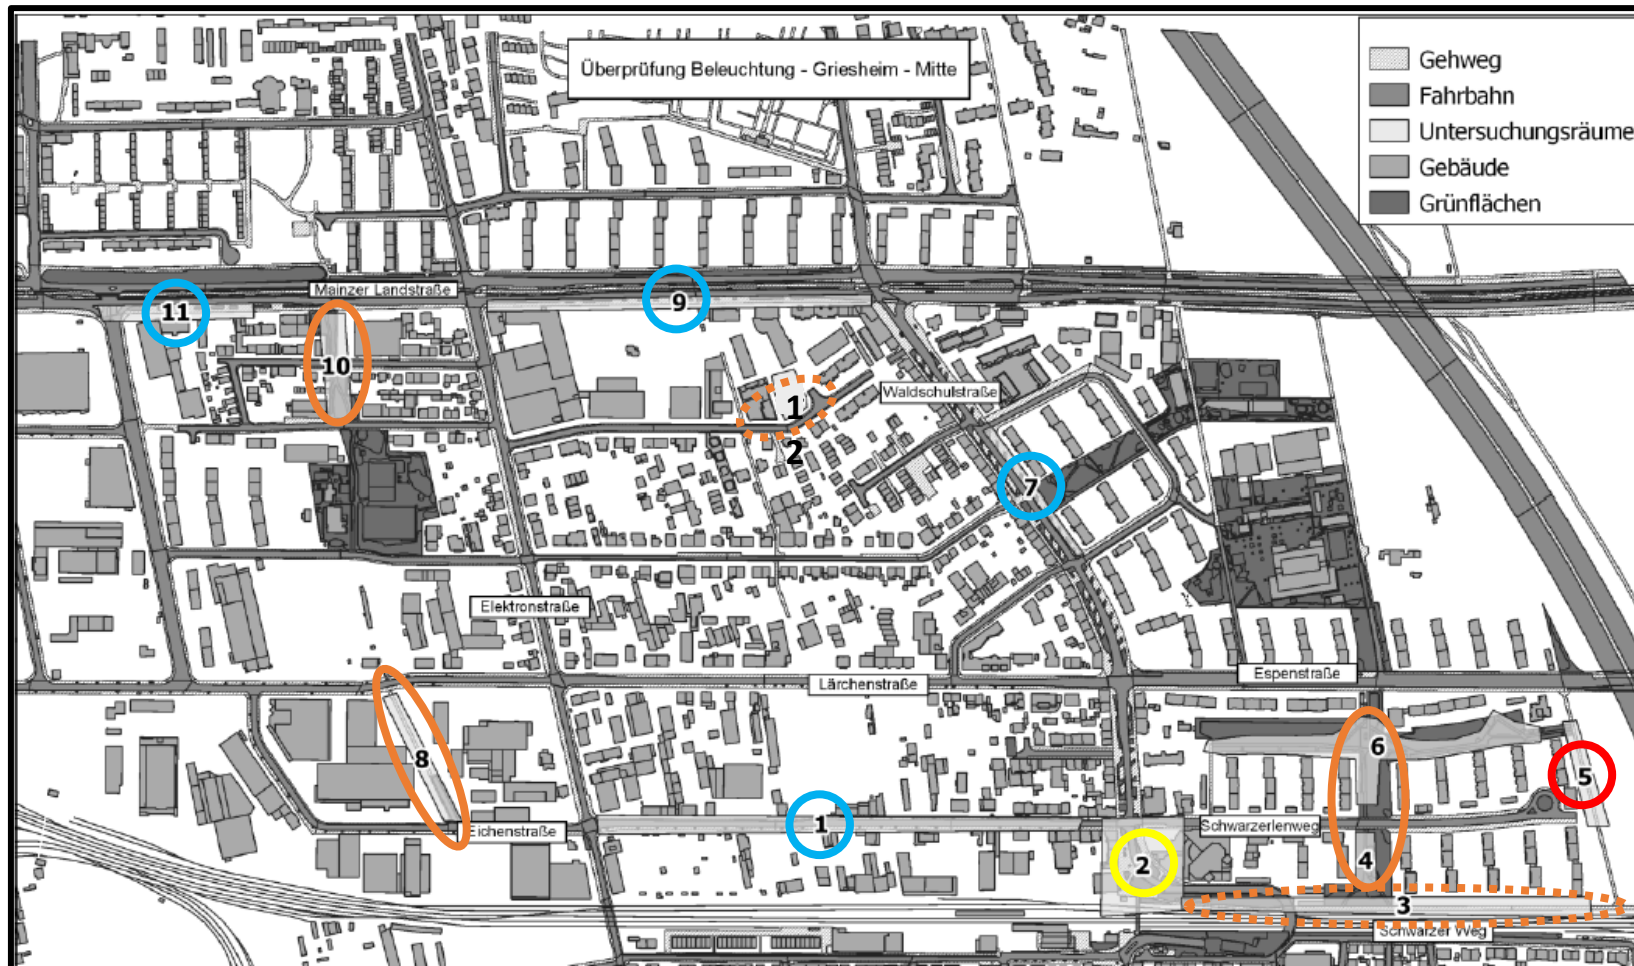 Überprüfung Beleuchtung - Griesheim - Mitte
Gehweg
Fahrbahn
Untersuchungsräume
Gebäude
Grünflächen
Mainzer Landstraße
11
9
10
1
2
Waldschulstraße
7
Elektronstraße
Espenstraße
Lärchenstraße
8
6
5
1
Eichenstraße
Schwarzerlenweg
2
4
3
Schwarzer Weg